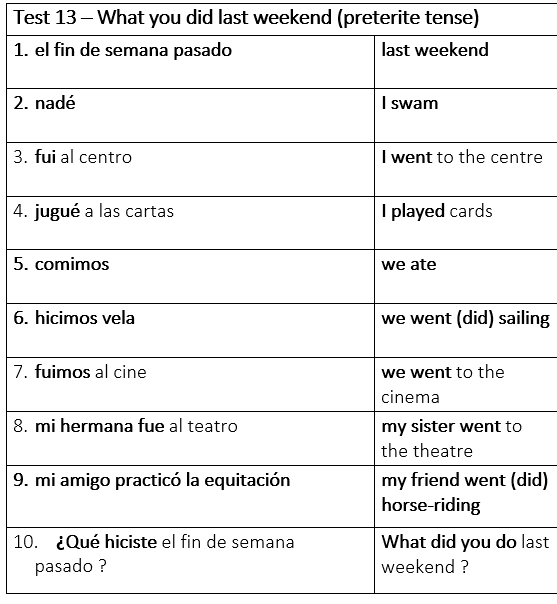 Test 13 – What you did last weekend (preterite tense)
1. el fin de semana pasado
last weekend
2. nadé
I swam
3. fui al centro
I went to the centre
4. jugué a las cartas
I played cards
5. comimos
we ate
6. hicimos vela
we went (did) sailing
7. fuimos al cine
we went to the
cinema
8. mi hermana fue al teatro
my sister went to
the theatre
9. mi amigo practicó la equitación
my friend went (did)
horse-riding
10. ¿Qué hiciste el fin de semana
pasado ?
What did you do last
weekend ?